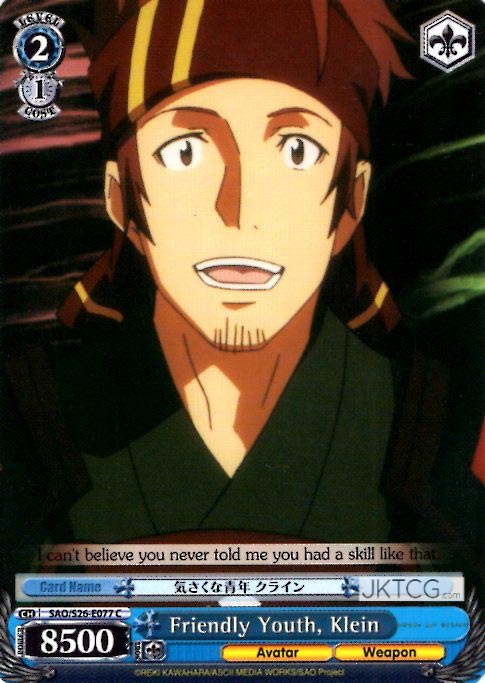 LEVEL
2
1
COST
I can't believe you never told me you had a skill like that.
Card Name
気さくな青年 クライン
JKTCG.com
GH SAO/S26-E077 C
Friendly Youth, Klein
8500
Avatar
Weapon
©REKI KAWAHARA/ASCII MEDIA WORKS/SAO Project